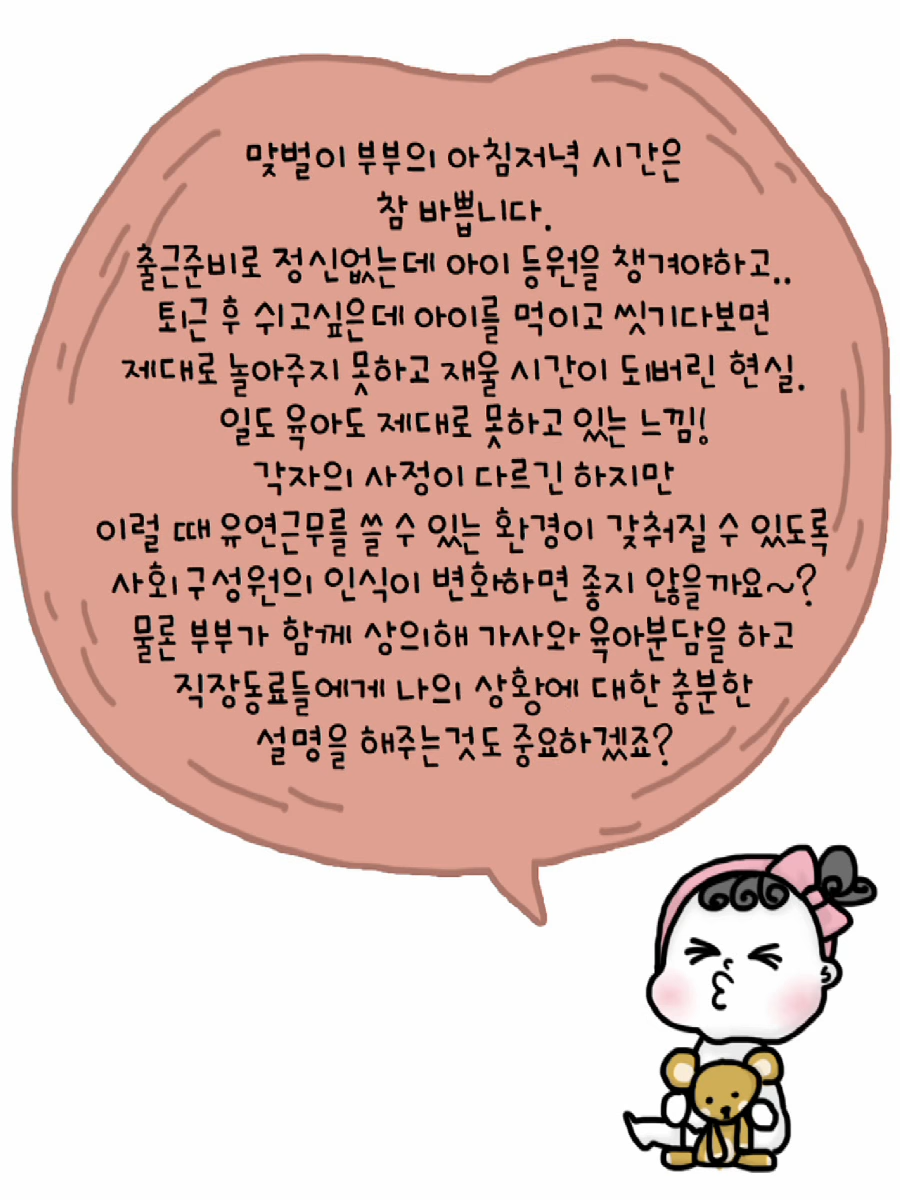 맞벌이 부부의 아침저녁 시간은
참 바쁩니다.
출근준비로 정신없는데 아이 등원을 챙겨야하고..
퇴근 후 쉬고싶은데 아이를 먹이고 씻기다보면
제대로 놀아주지 못하고 재울 시간이 되버린 현실.
일도 육아도 제대로 못하고 있는 느낌!
각자의 사정이 다르긴 하지만
이럴 때 유연근무를 쓸 수 있는 환경이 갖춰질 수 있도록
사회구성원의 인식이 변화하면 좋지 않을까요~?
물론 부부가 함께 상의해 가사와 육아분담을 하고
직장동료들에게 나의 상황에 대한 충분한
설명을 해주는것도 중요하겠죠?